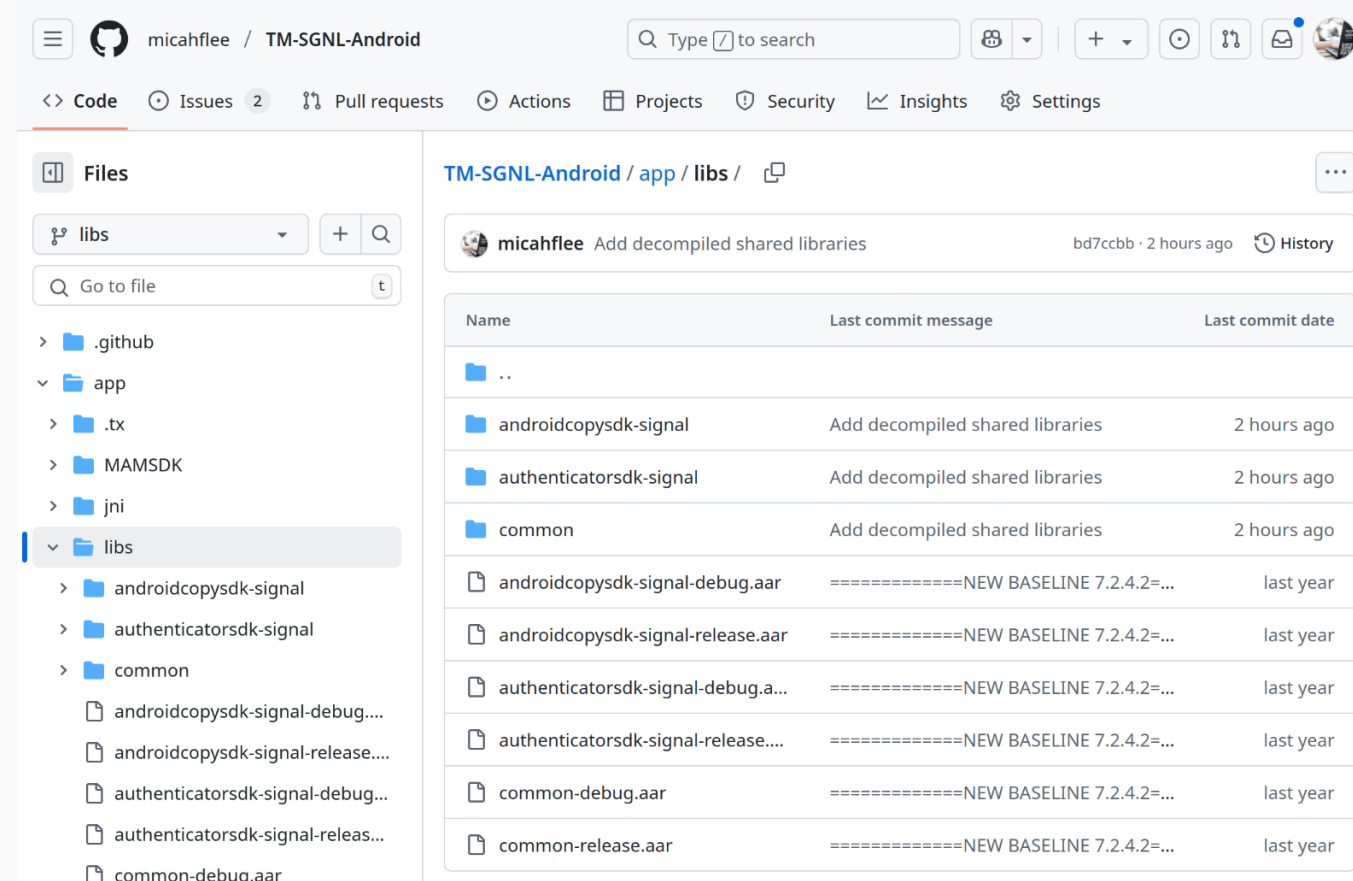 micahflee / TM-SGNL-Android
Type / to search
Code
Issues 2
Pull requests
Actions
Projects
Security
Insights
Settings
Files
libs
Go to file
t
.github
app
.tx
MAMSDK
jni
libs
androidcopysdk-signal
authenticatorsdk-signal
common
androidcopysdk-signal-debug....
androidcopysdk-signal-release....
authenticatorsdk-signal-debug...
authenticatorsdk-signal-releas...
common-debug.aar
TM-SGNL-Android / app / libs /
micahflee Add decompiled shared libraries bd7ccbb · 2 hours ago History
Name Last commit message Last commit date
..
androidcopysdk-signal Add decompiled shared libraries 2 hours ago
authenticatorsdk-signal Add decompiled shared libraries 2 hours ago
common Add decompiled shared libraries 2 hours ago
androidcopysdk-signal-debug.aar =============NEW BASELINE 7.2.4.2=... last year
androidcopysdk-signal-release.aar =============NEW BASELINE 7.2.4.2=... last year
authenticatorsdk-signal-debug.a... =============NEW BASELINE 7.2.4.2=... last year
authenticatorsdk-signal-release.... =============NEW BASELINE 7.2.4.2=... last year
common-debug.aar =============NEW BASELINE 7.2.4.2=... last year
common-release.aar =============NEW BASELINE 7.2.4.2=... last year